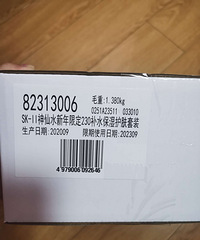 82313006
毛重: 1.380kg
0251A23511 033010
SK-II神仙水新年限定230补水保湿护肤套装
生产日期: 202009 限期使用日期: 202309
4 979006 092646